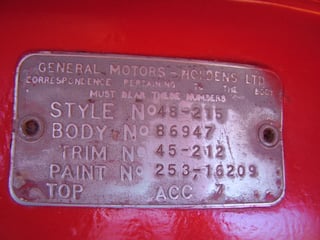 GENERAL MOTORS-HOLDENS LTD
CORRESPONDENCE PERTAINING TO THE BODY
MUST BEAR THESE NUMBERS
STYLE No 48-215
BODY No 86947
TRIM No 45-212
PAINT No 253-16209
TOP ACC 7